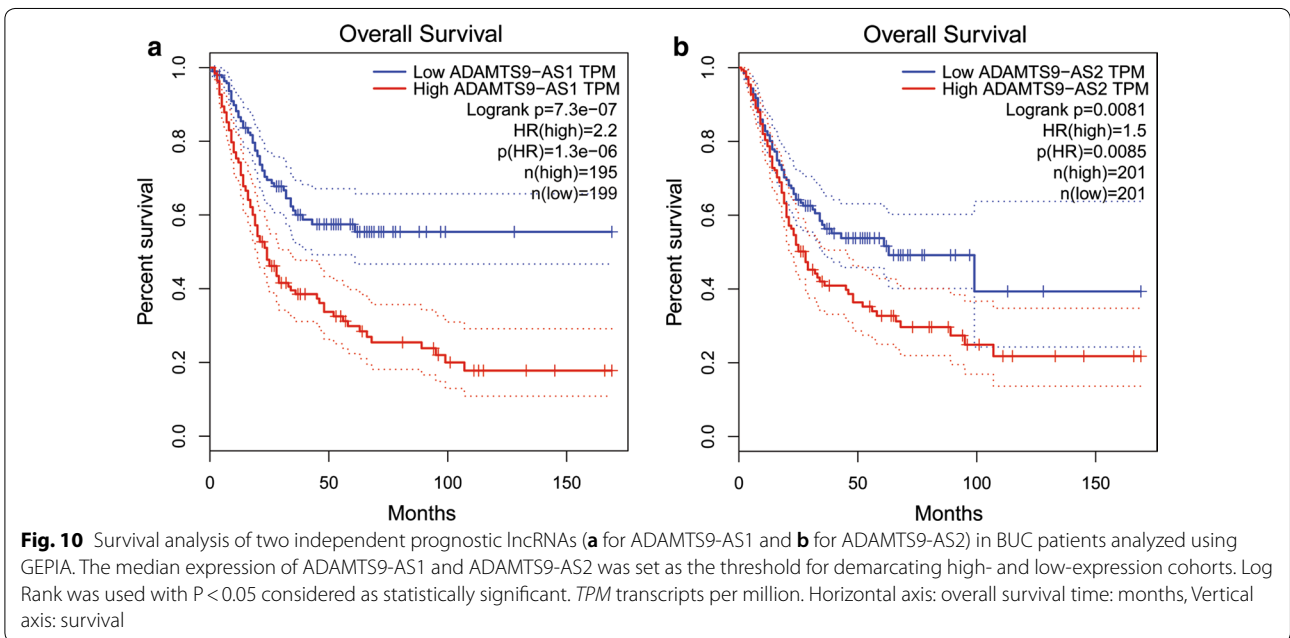 a
Overall Survival
Percent survival
1.0
0.8
0.6
0.4
0.2
0.0
Low ADAMTS9−AS1 TPM
High ADAMTS9−AS1 TPM
Logrank p=7.3e−07
HR(high)=2.2
p(HR)=1.3e−06
n(high)=195
n(low)=199
0 50 100 150
Months
b
Overall Survival
Percent survival
1.0
0.8
0.6
0.4
0.2
0.0
Low ADAMTS9−AS2 TPM
High ADAMTS9−AS2 TPM
Logrank p=0.0081
HR(high)=1.5
p(HR)=0.0085
n(high)=201
n(low)=201
0 50 100 150
Months
Fig. 10 Survival analysis of two independent prognostic lncRNAs (a for ADAMTS9-AS1 and b for ADAMTS9-AS2) in BUC patients analyzed using
GEPIA. The median expression of ADAMTS9-AS1 and ADAMTS9-AS2 was set as the threshold for demarcating high- and low-expression cohorts. Log
Rank was used with P < 0.05 considered as statistically significant. TPM transcripts per million. Horizontal axis: overall survival time: months, Vertical
axis: survival